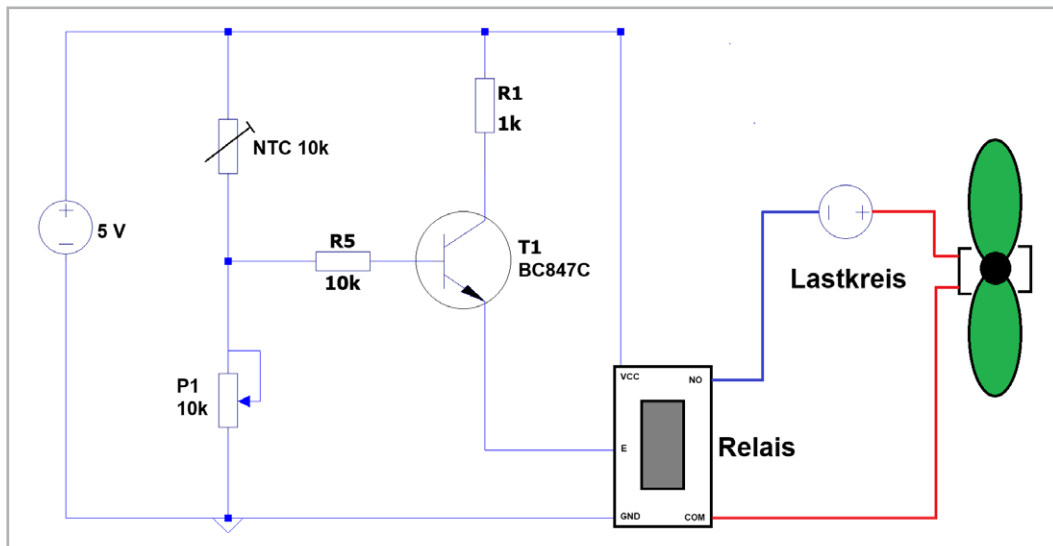 R1
1k
NTC 10k
5 V
R5
10k
T1
BC847C
Lastkreis
P1
10k
VCC
NO
E
Relais
GND
COM